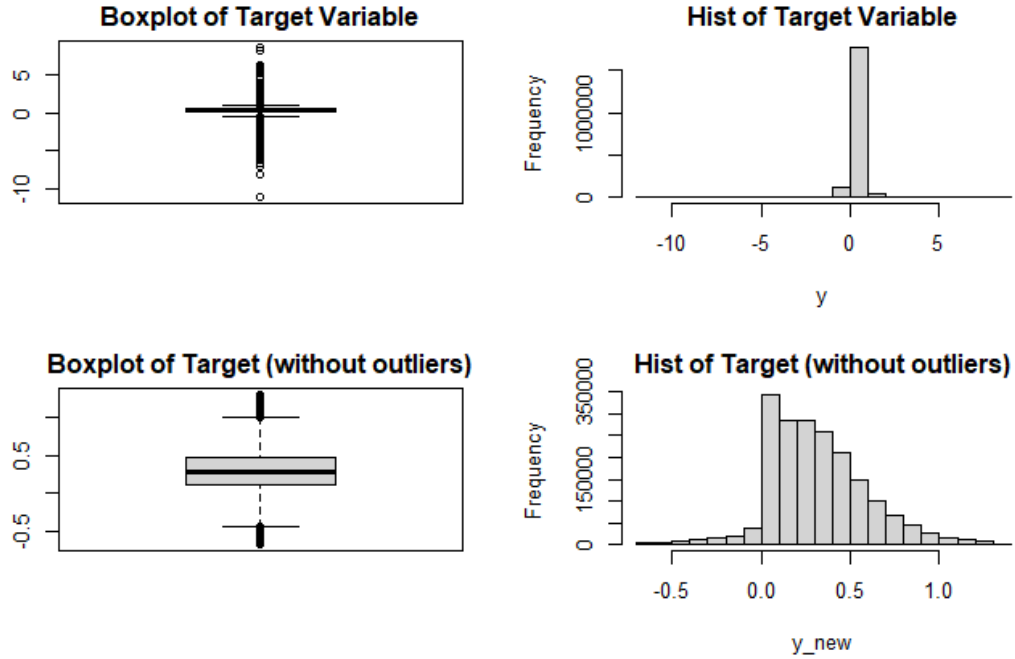 Boxplot of Target Variable
5
0
-10
Hist of Target Variable
Frequency
1000000
0
-10 -5 0 5
y
Boxplot of Target (without outliers)
0.5
-0.5
Hist of Target (without outliers)
Frequency
350000
150000
0
-0.5 0.0 0.5 1.0
y_new